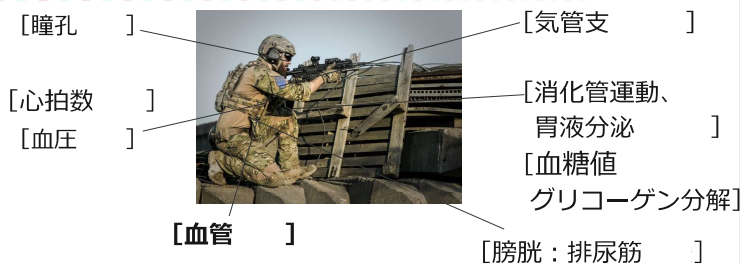 [瞳孔　　]
[心拍数　　]
[血圧　　]
[血管　　]
[気管支　　　]
[消化管運動、
胃液分泌　　　]
[血糖値
グリコーゲン分解]
[膀胱：排尿筋　　]